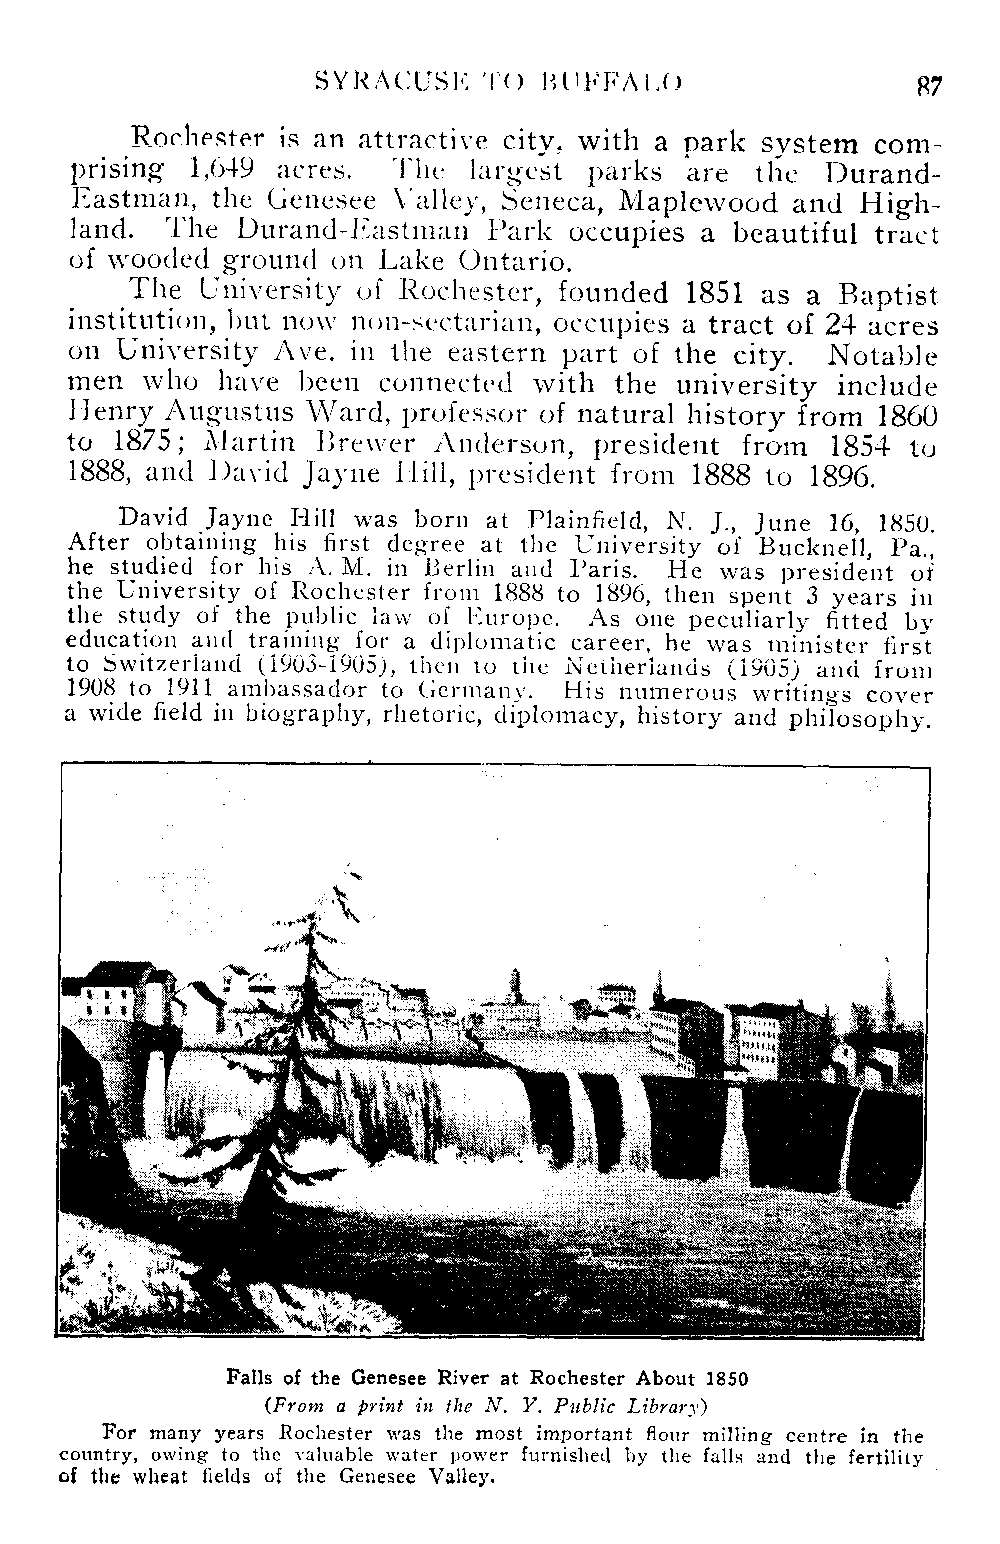 SYRACUSE TO BUFFALO 87
Rochester is an attractive city, with a park system com-
prising 1,649 acres. The largest parks are the Durand-
Eastman, the Genesee Valley, Seneca, Maplewood and High-
land. The Durand-Eastman Park occupies a beautiful tract
of wooded ground on Lake Ontario.
The University of Rochester, founded 1851 as a Baptist
institution, but now non-sectarian, occupies a tract of 24 acres
on University Ave. in the eastern part of the city. Notable
men who have been connected with the university include
Henry Augustus Ward, professor of natural history from 1860
to 1875; Martin Brewer Anderson, president from 1854 to
1888, and David Jayne Hill, president from 1888 to 1896.
David Jayne Hill was born at Plainfield, N. J., June 16, 1850.
After obtaining his first degree at the University of Bucknell, Pa.,
he studied for his A. M. in Berlin and Paris. He was president of
the University of Rochester from 1888 to 1896, then spent 3 years in
the study of the public law of Europe. As one peculiarly fitted by
education and training for a diplomatic career, he was minister first
to Switzerland (1903-1905), then to the Netherlands (1905) and from
1908 to 1911 ambassador to Germany. His numerous writings cover
a wide field in biography, rhetoric, diplomacy, history and philosophy.
Falls of the Genesee River at Rochester About 1850
(From a print in the N. Y. Public Library)
For many years Rochester was the most important flour milling centre in the
country, owing to the valuable water power furnished by the falls and the fertility
of the wheat fields of the Genesee Valley.